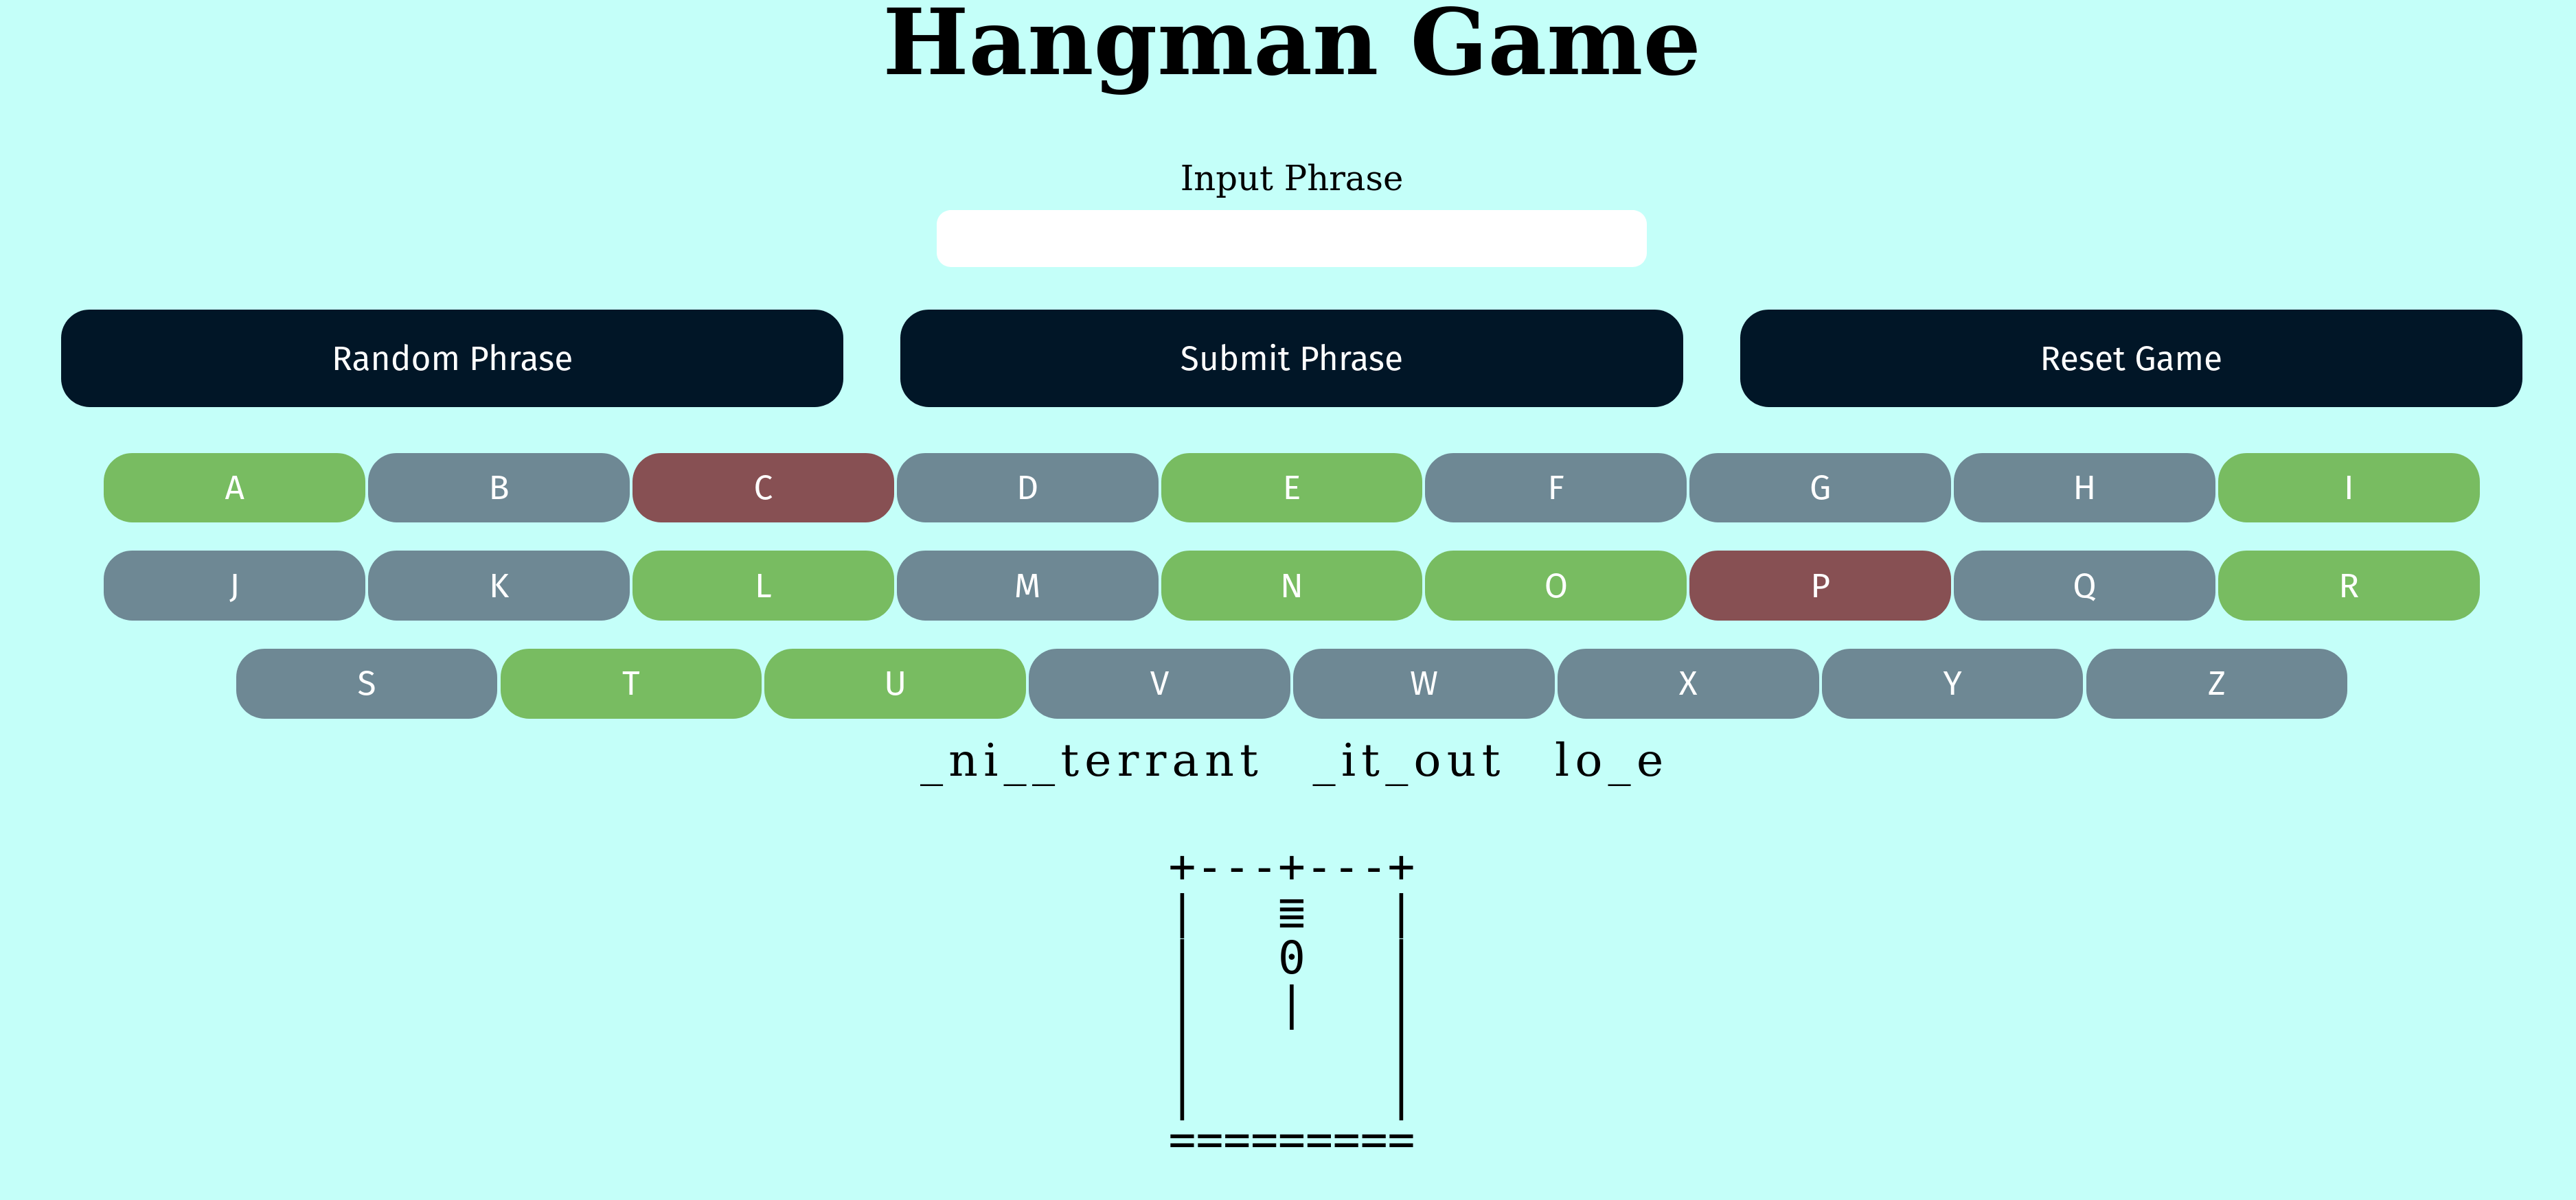 Hangman Game
Input Phrase
Random Phrase Submit Phrase Reset Game
A B C D E F G H I
J K L M N O P Q R
S T U V W X Y Z
_ni__terrant _it_out lo_e
+---+---+
|   ≡   |
|   0   |
|   |   |
|       |
|       |
=========